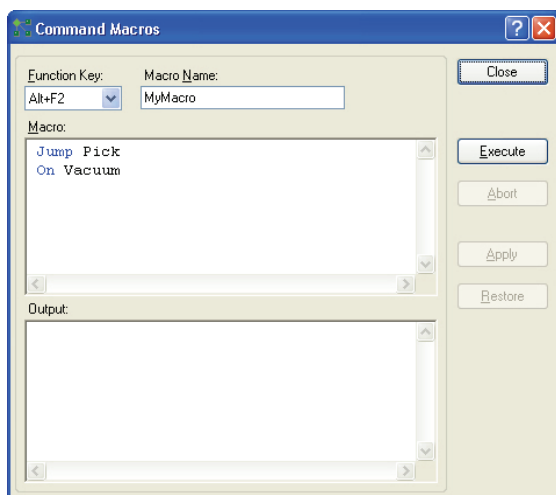 Command Macros
Function Key: Macro Name: Close
Alt+F2 MyMacro
Macro:
Jump Pick
On Vacuum
Execute
Abort
Apply
Restore
Output: